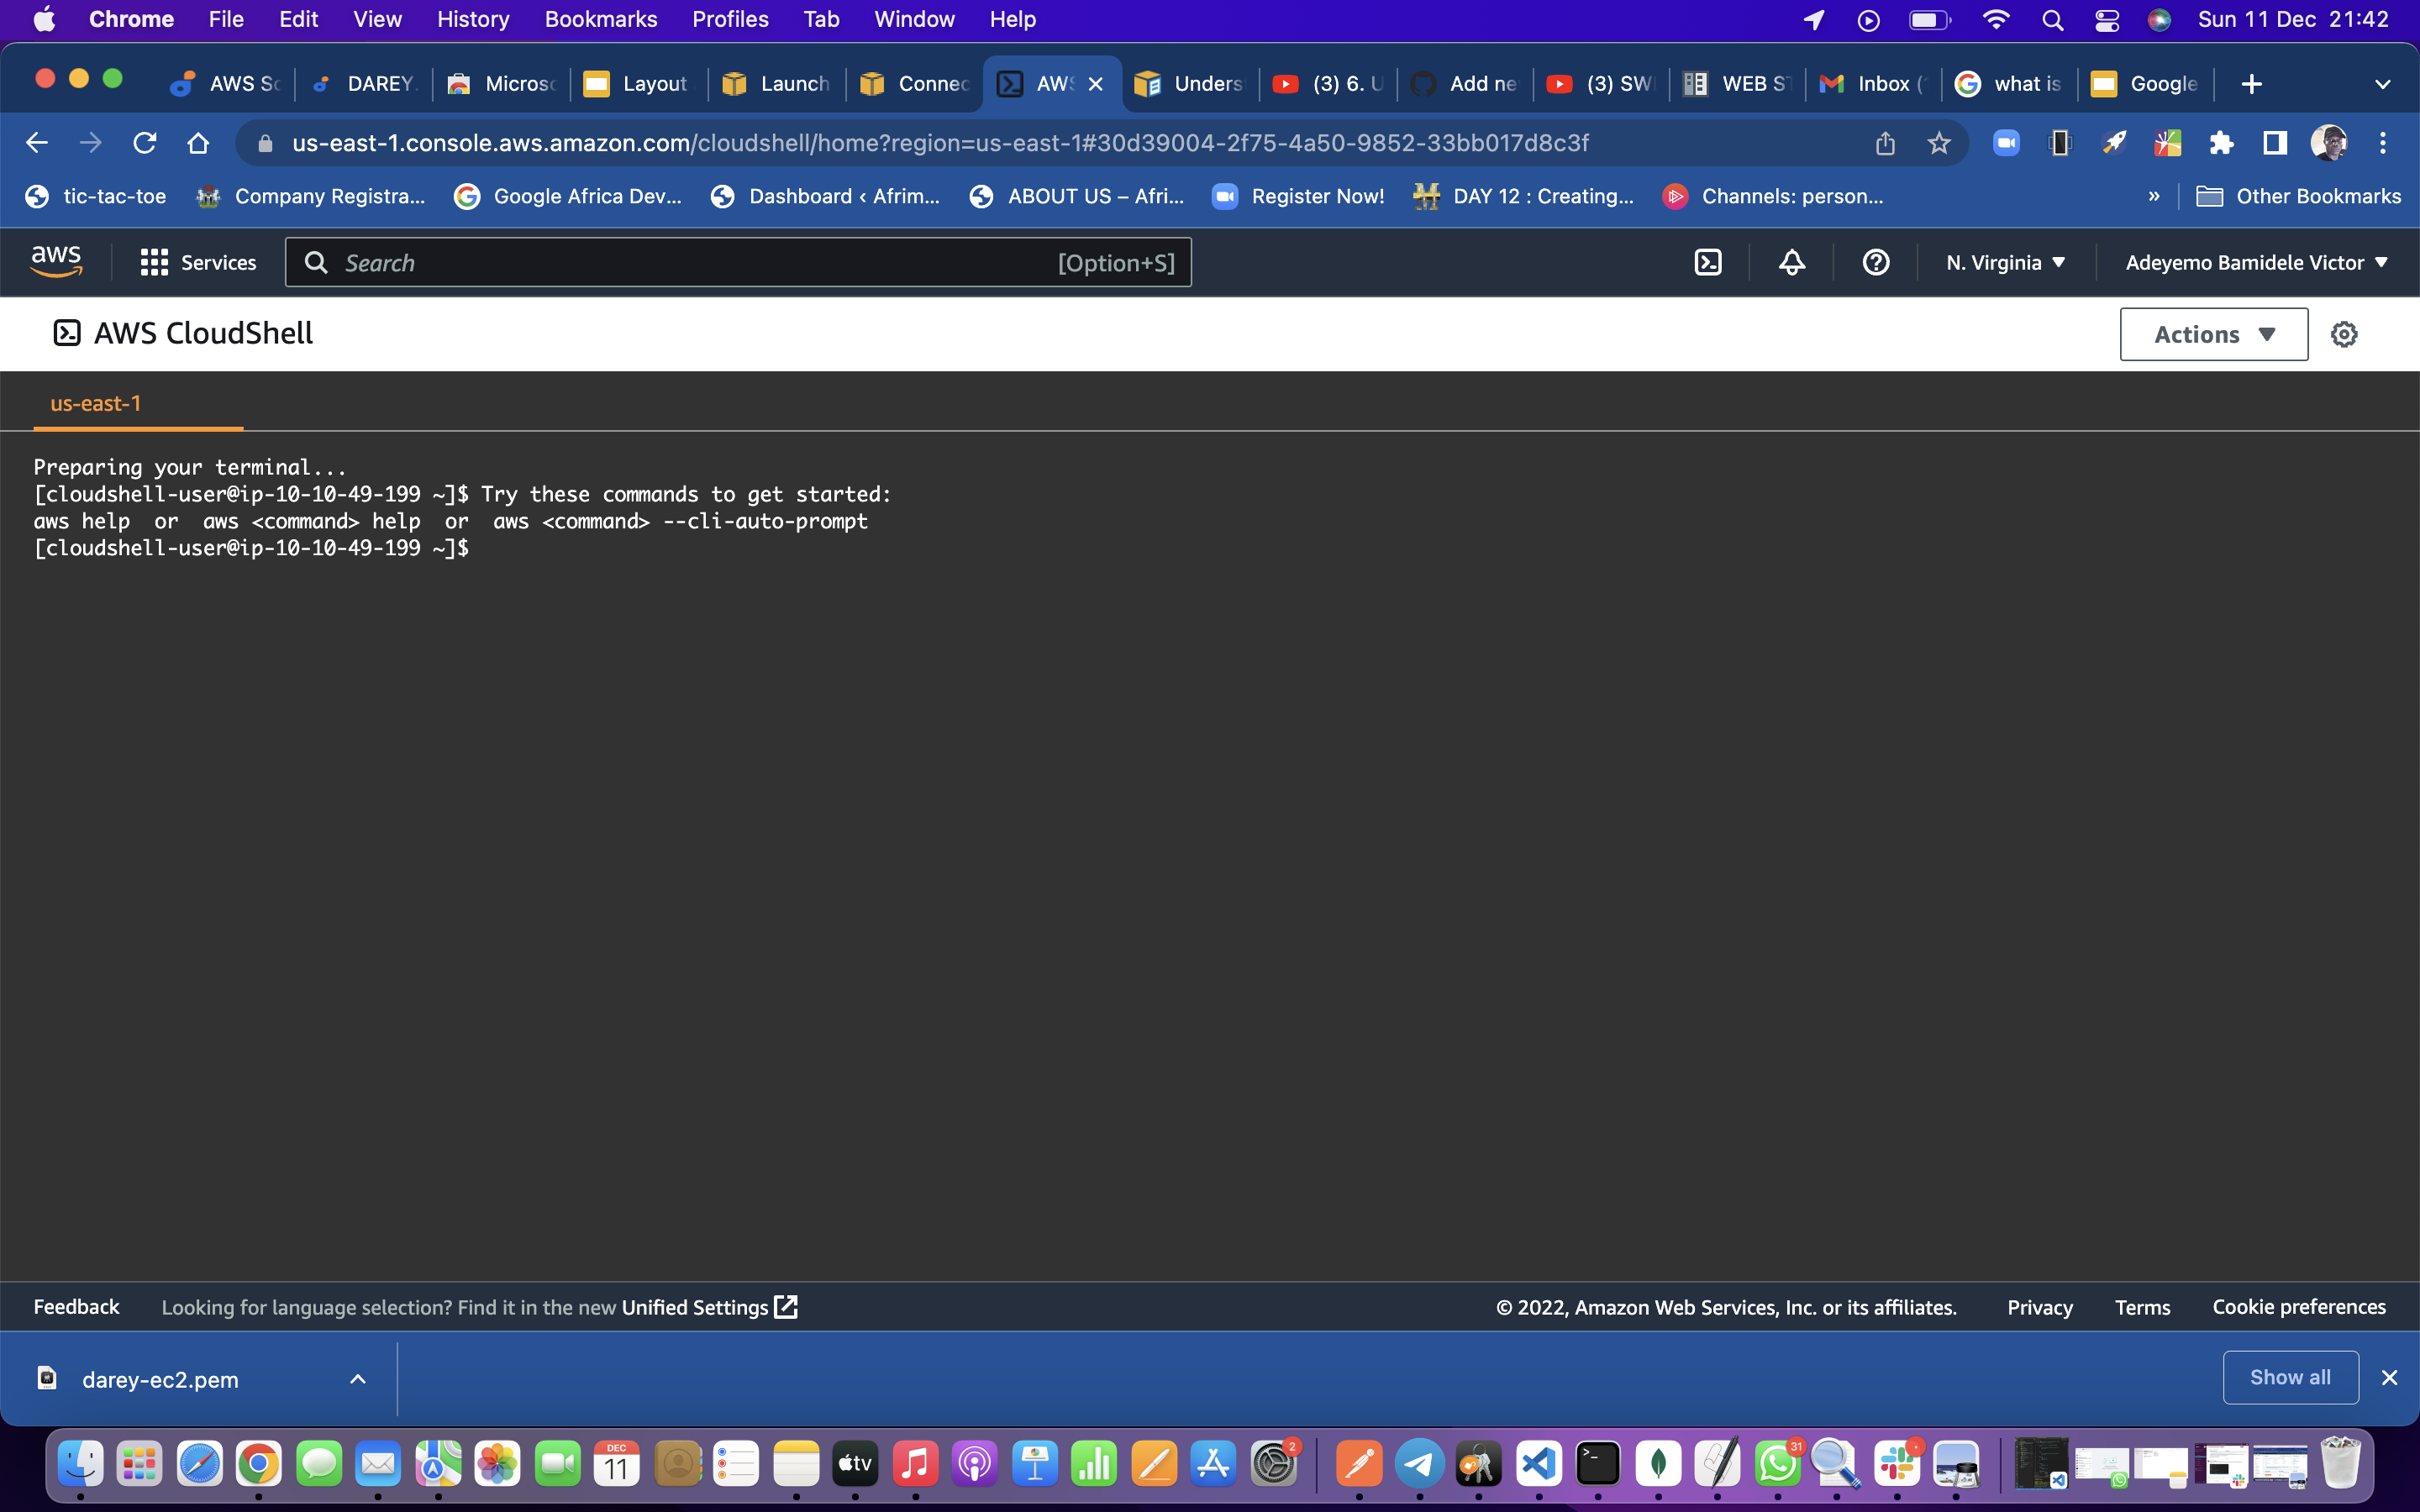 Chrome File Edit View History Bookmarks Profiles Tab Window Help Sun 11 Dec 21:42
AWS Sc DAREY. Microso Layout Launch Connec AWS Unders (3) 6. U Add ne (3) SW WEB ST Inbox ( what is Google
us-east-1.console.aws.amazon.com/cloudshell/home?region=us-east-1#30d39004-2f75-4a50-9852-33bb017d8c3f
tic-tac-toe Company Registra... Google Africa Dev... Dashboard ‹ Afrim... ABOUT US – Afri... Register Now! DAY 12 : Creating... Channels: person... » Other Bookmarks
aws Services Search [Option+S] N. Virginia ▼ Adeyemo Bamidele Victor ▼
AWS CloudShell Actions ▼
us-east-1
Preparing your terminal...
[cloudshell-user@ip-10-10-49-199 ~]$ Try these commands to get started:
aws help or aws <command> help or aws <command> --cli-auto-prompt
[cloudshell-user@ip-10-10-49-199 ~]$
Feedback Looking for language selection? Find it in the new Unified Settings © 2022, Amazon Web Services, Inc. or its affiliates. Privacy Terms Cookie preferences
darey-ec2.pem Show all
DEC
11
tv
2
31